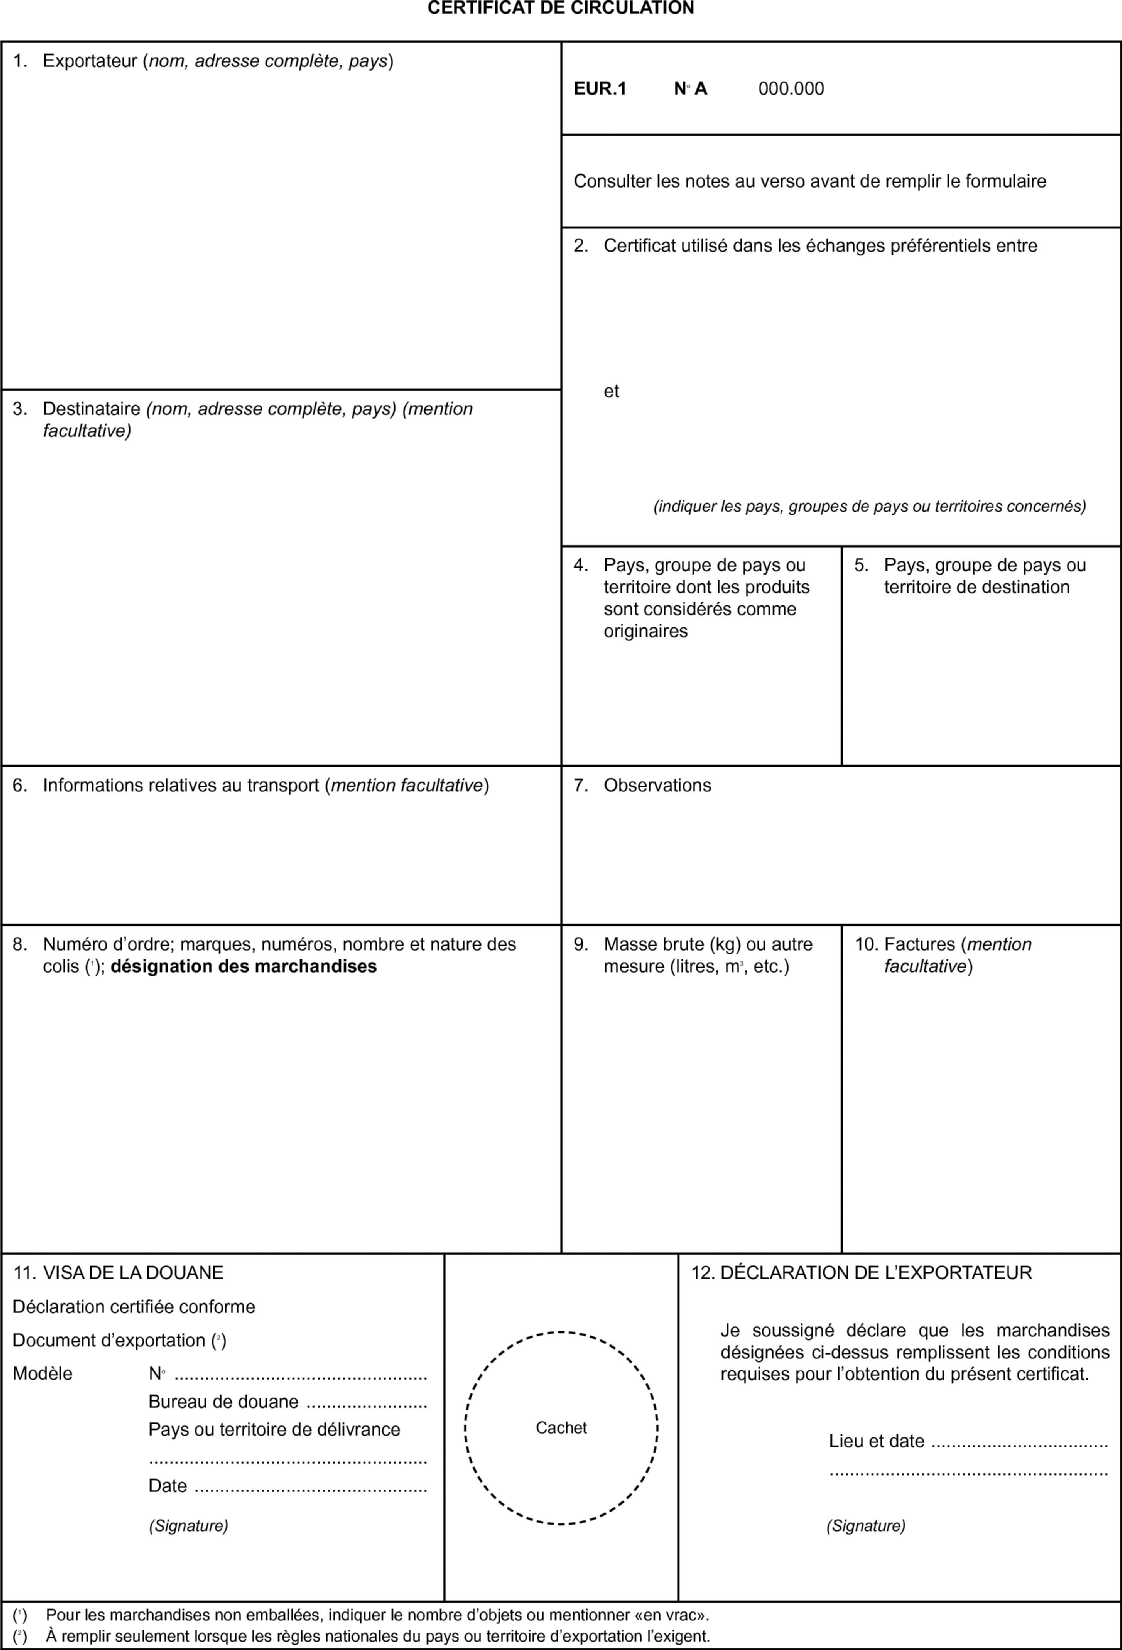 CERTIFICAT DE CIRCULATION
1. Exportateur (nom, adresse complète, pays)
EUR.1 N° A 000.000
Consulter les notes au verso avant de remplir le formulaire
2. Certificat utilisé dans les échanges préférentiels entre
et
(indiquer les pays, groupes de pays ou territoires concernés)
3. Destinataire (nom, adresse complète, pays) (mention
facultative)
4. Pays, groupe de pays ou
territoire dont les produits
sont considérés comme
originaires
5. Pays, groupe de pays ou
territoire de destination
6. Informations relatives au transport (mention facultative)
7. Observations
8. Numéro d’ordre; marques, numéros, nombre et nature des
colis (¹); désignation des marchandises
9. Masse brute (kg) ou autre
mesure (litres, m³, etc.)
10. Factures (mention
facultative)
11. VISA DE LA DOUANE
Déclaration certifiée conforme
Document d’exportation (²)
Modèle N° ..................................................
Bureau de douane ........................
Pays ou territoire de délivrance
.......................................................
Date ..............................................
(Signature)
Cachet
12. DÉCLARATION DE L’EXPORTATEUR
Je soussigné déclare que les marchandises
désignées ci-dessus remplissent les conditions
requises pour l’obtention du présent certificat.
Lieu et date ...................................
.......................................................
(Signature)
(¹) Pour les marchandises non emballées, indiquer le nombre d’objets ou mentionner «en vrac».
(²) À remplir seulement lorsque les règles nationales du pays ou territoire d’exportation l’exigent.